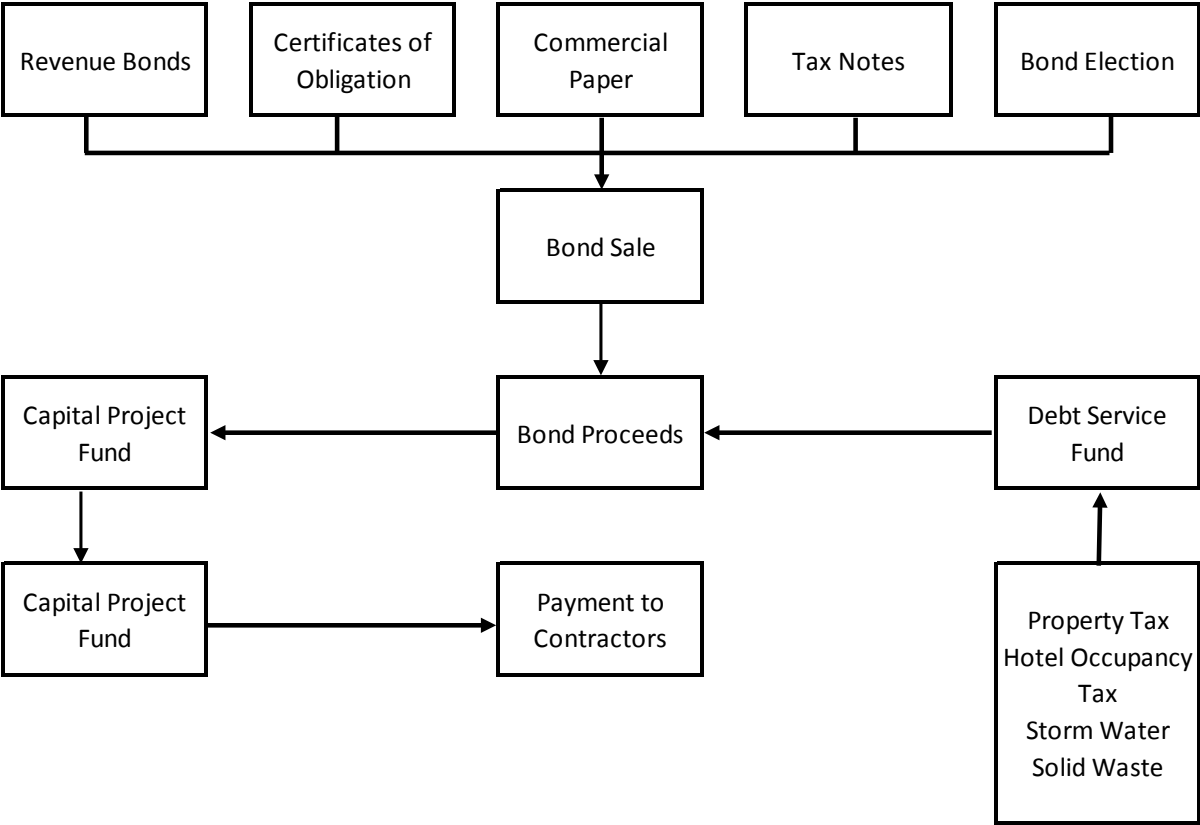 Revenue Bonds
Certificates of
Obligation
Commercial
Paper
Tax Notes
Bond Election
Bond Sale
Capital Project
Fund
Bond Proceeds
Debt Service
Fund
Capital Project
Fund
Payment to
Contractors
Property Tax
Hotel Occupancy
Tax
Storm Water
Solid Waste